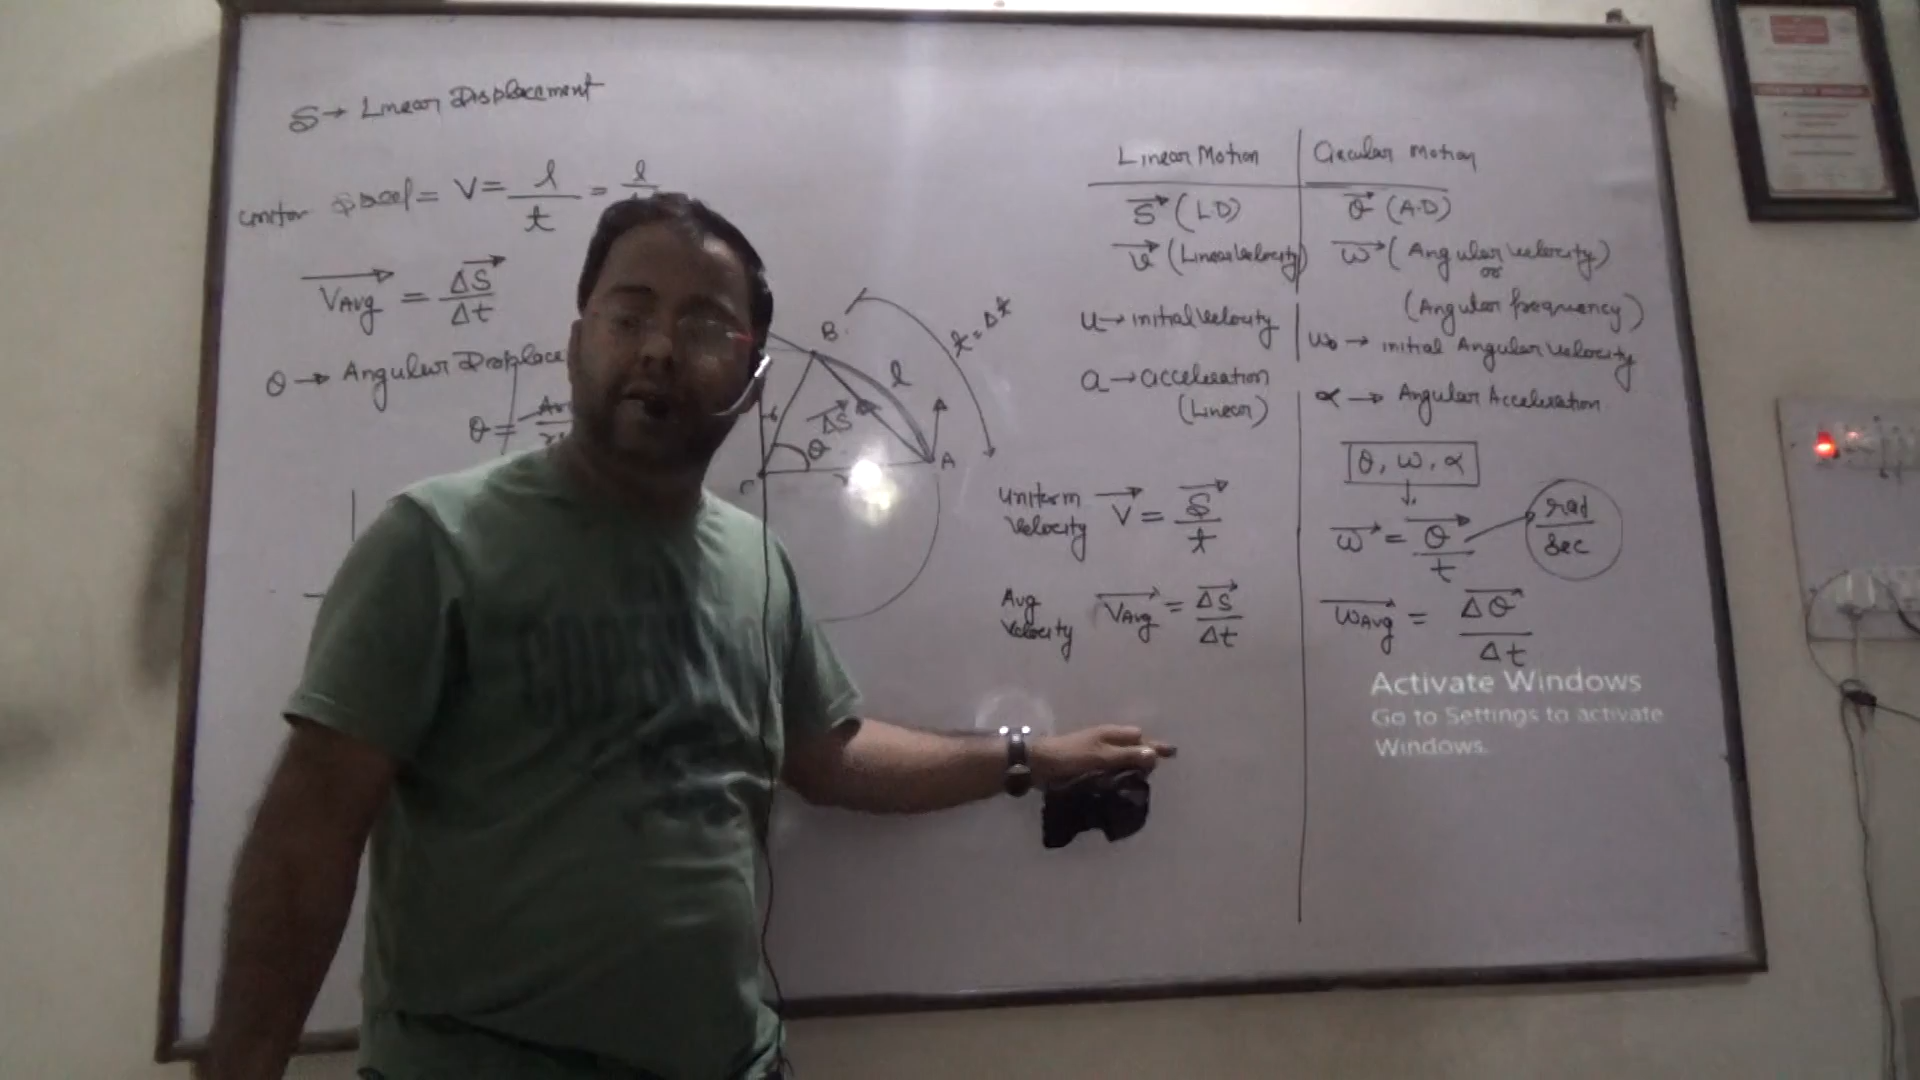 S → Linear Displacement
V = l/t = l
V⃗Avg = ΔS⃗/Δt
θ → Angular Displace
θ =
B
l
t = Δt
ΔS⃗
θ
A
C
r
Linear Motion | Circular Motion
S⃗ (L.D) | θ⃗ (A.D)
v⃗ (Linear Velocity) | ω⃗ (Angular velocity)
or
(Angular frequency)
u → initial velocity | ω₀ → initial Angular velocity
a → acceleration | α → Angular Acceleration
(Linear)
θ, ω, α
Uniform Velocity V⃗ = S⃗/t | ω⃗ = θ⃗/t → rad/sec
Avg Velocity V⃗Avg = ΔS⃗/Δt | ω⃗Avg = Δθ⃗/Δt
Activate Windows
Go to Settings to activate
Windows.